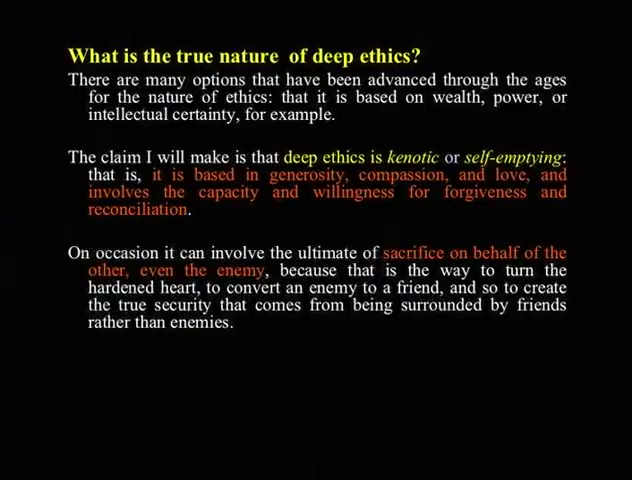 What is the true nature of deep ethics?
There are many options that have been advanced through the ages
for the nature of ethics: that it is based on wealth, power, or
intellectual certainty, for example.
The claim I will make is that deep ethics is kenotic or self-emptying:
that is, it is based in generosity, compassion, and love, and
involves the capacity and willingness for forgiveness and
reconciliation.
On occasion it can involve the ultimate of sacrifice on behalf of the
other, even the enemy, because that is the way to turn the
hardened heart, to convert an enemy to a friend, and so to create
the true security that comes from being surrounded by friends
rather than enemies.